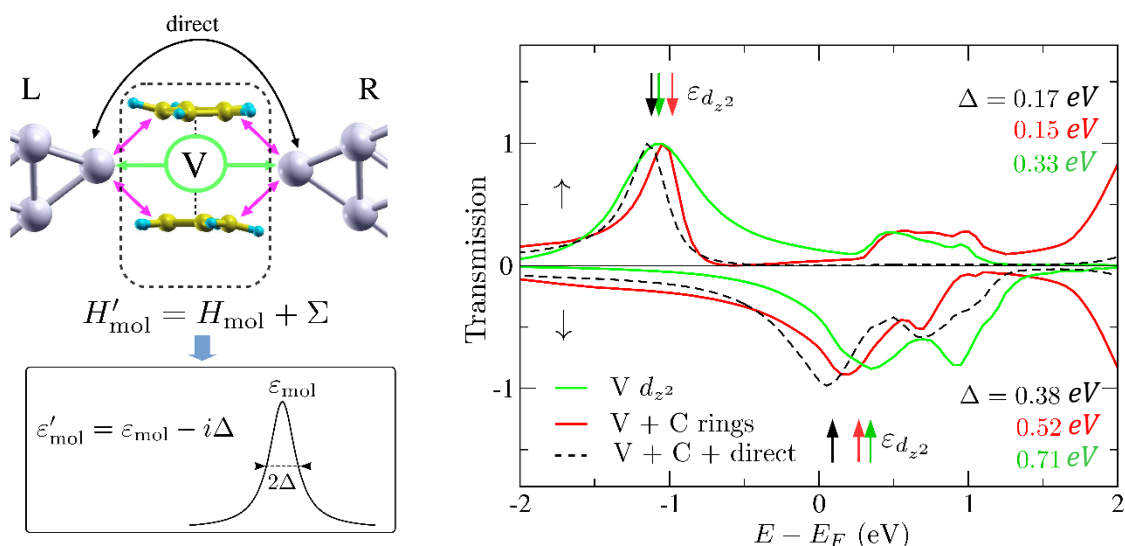 direct
L
R
V
H′mol = Hmol + Σ
εmol
ε′mol = εmol − iΔ
2Δ
Transmission
1
0
-1
↑
↓
εdz2
Δ = 0.17 eV
0.15 eV
0.33 eV
V dz2
V + C rings
V + C + direct
εdz2
Δ = 0.38 eV
0.52 eV
0.71 eV
-2
-1
0
1
2
E − EF (eV)